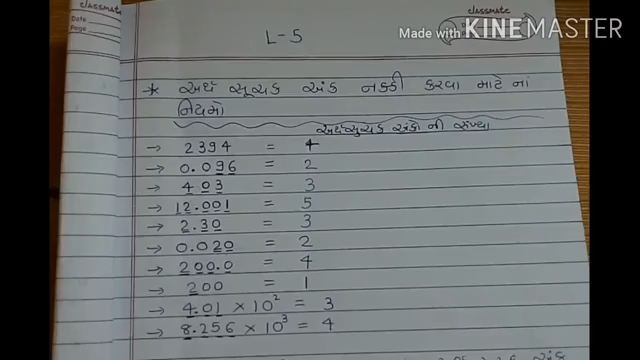 classmate
Date
Page
classmate
Made with KINEMASTER
L-5
* અર્થ સૂચક અંક નક્કી કરવા માટે નાં
નિયમો
અર્થસુચક અંકો ની સંખ્યા
→ 2394 = 4
→ 0.096 = 2
→ 403 = 3
→ 12.001 = 5
→ 2.30 = 3
→ 0.020 = 2
→ 200.0 = 4
→ 200 = 1
→ 4.01 × 10² = 3
→ 8.256 × 10³ = 4